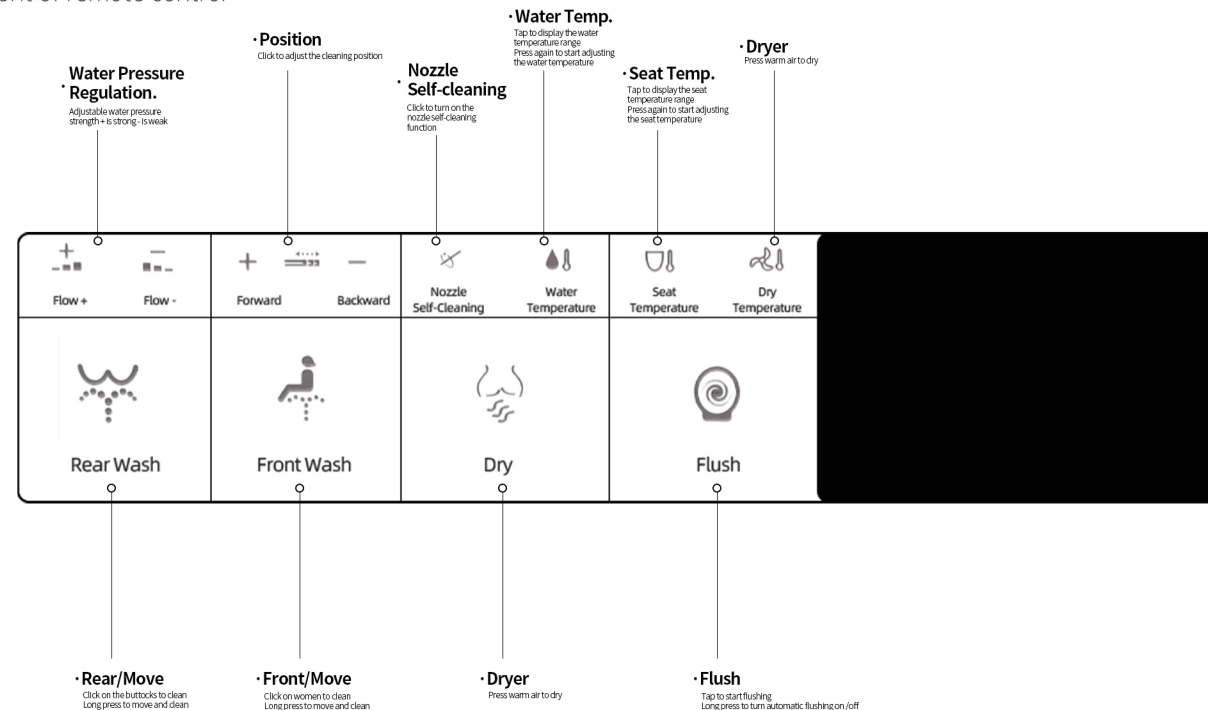 · Water Temp.
Tap to display the water
temperature range
Press again to start adjusting
the water temperature
· Position
Click to adjust the cleaning position
· Dryer
Press warm air to dry
Water Pressure
· Regulation.
Adjustable water pressure
strength + is strong - is weak
Nozzle
· Self-cleaning
Click to turn on the
nozzle self-cleaning
function
· Seat Temp.
Tap to display the seat
temperature range
Press again to start adjusting
the seat temperature
+ − + −
Flow + Flow - Forward Backward
Nozzle
Self-Cleaning
Water
Temperature
Seat
Temperature
Dry
Temperature
Rear Wash Front Wash Dry Flush
· Rear/Move
Click on the buttocks to clean
Long press to move and clean
· Front/Move
Click on women to clean
Long press to move and clean
· Dryer
Press warm air to dry
· Flush
Tap to start flushing
Long press to turn automatic flushing on /off